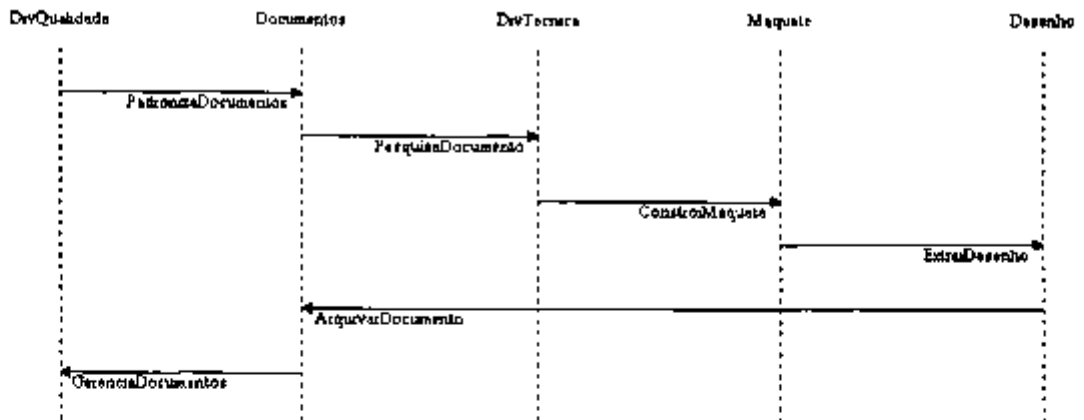 DivQualidade Documentos DivTecnica Maquete Desenho
PadronizaDocumentos
PesquisaDocumento
ConstroiMaquete
ExtraiDesenho
ArquivarDocumento
GerenciaDocumentos